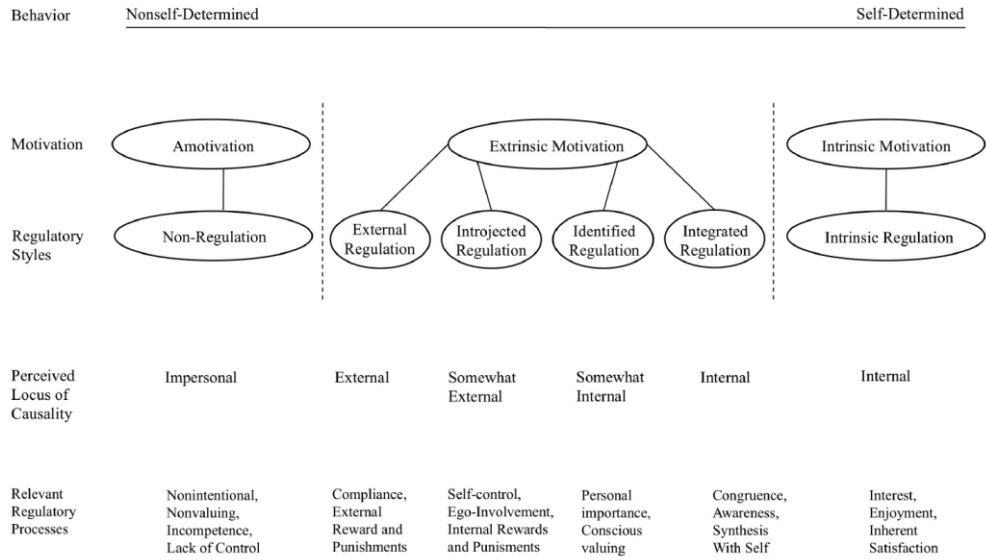 Behavior
Nonself-Determined
Self-Determined
Motivation
Amotivation
Extrinsic Motivation
Intrinsic Motivation
Regulatory
Styles
Non-Regulation
External
Regulation
Introjected
Regulation
Identified
Regulation
Integrated
Regulation
Intrinsic Regulation
Perceived
Locus of
Causality
Impersonal
External
Somewhat
External
Somewhat
Internal
Internal
Internal
Relevant
Regulatory
Processes
Nonintentional,
Nonvaluing,
Incompetence,
Lack of Control
Compliance,
External
Reward and
Punishments
Self-control,
Ego-Involvement,
Internal Rewards
and Punisments
Personal
importance,
Conscious
valuing
Congruence,
Awareness,
Synthesis
With Self
Interest,
Enjoyment,
Inherent
Satisfaction